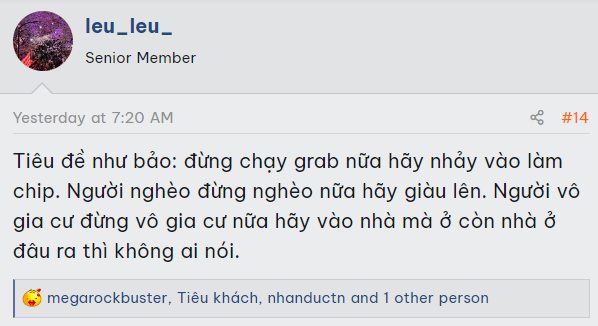 leu_leu_
Senior Member
Yesterday at 7:20 AM
#14
Tiêu đề như bảo: đừng chạy grab nữa hãy nhảy vào làm
chip. Người nghèo đừng nghèo nữa hãy giàu lên. Người vô
gia cư đừng vô gia cư nữa hãy vào nhà mà ở còn nhà ở
đâu ra thì không ai nói.
megarockbuster, Tiêu khách, nhanductn and 1 other person